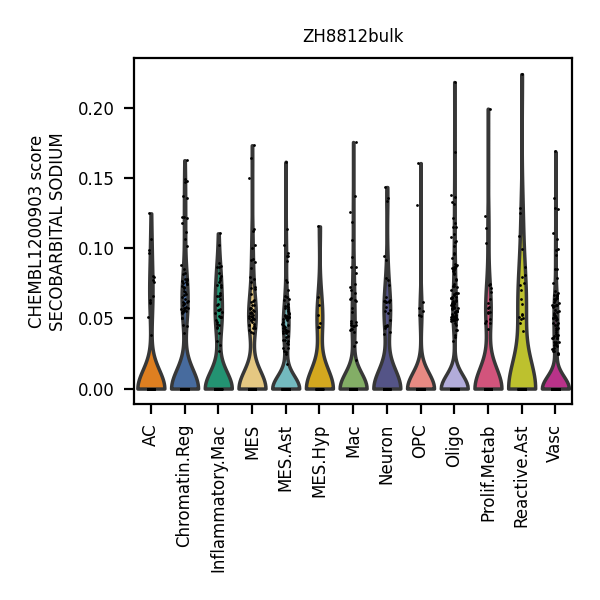 ZH8812bulk
CHEMBL1200903 score
SECOBARBITAL SODIUM
0.20
0.15
0.10
0.05
0.00
AC
Chromatin.Reg
Inflammatory.Mac
MES
MES.Ast
MES.Hyp
Mac
Neuron
OPC
Oligo
Prolif.Metab
Reactive.Ast
Vasc